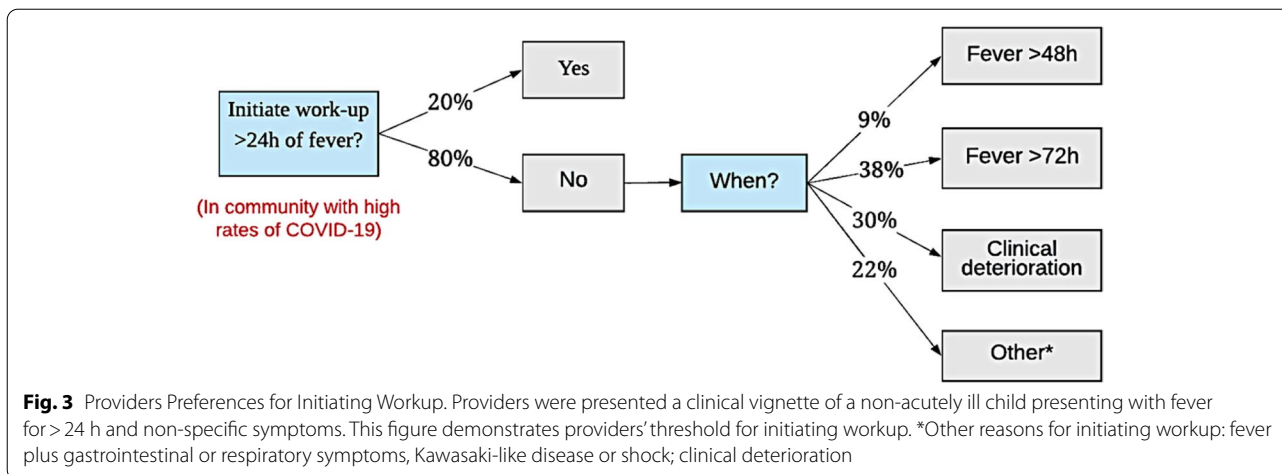 Initiate work-up
>24h of fever?
(In community with high
rates of COVID-19)
20%
80%
Yes
No
When?
9%
38%
30%
22%
Fever >48h
Fever >72h
Clinical
deterioration
Other*
Fig. 3 Providers Preferences for Initiating Workup. Providers were presented a clinical vignette of a non-acutely ill child presenting with fever
for > 24 h and non-specific symptoms. This figure demonstrates providers' threshold for initiating workup. *Other reasons for initiating workup: fever
plus gastrointestinal or respiratory symptoms, Kawasaki-like disease or shock; clinical deterioration